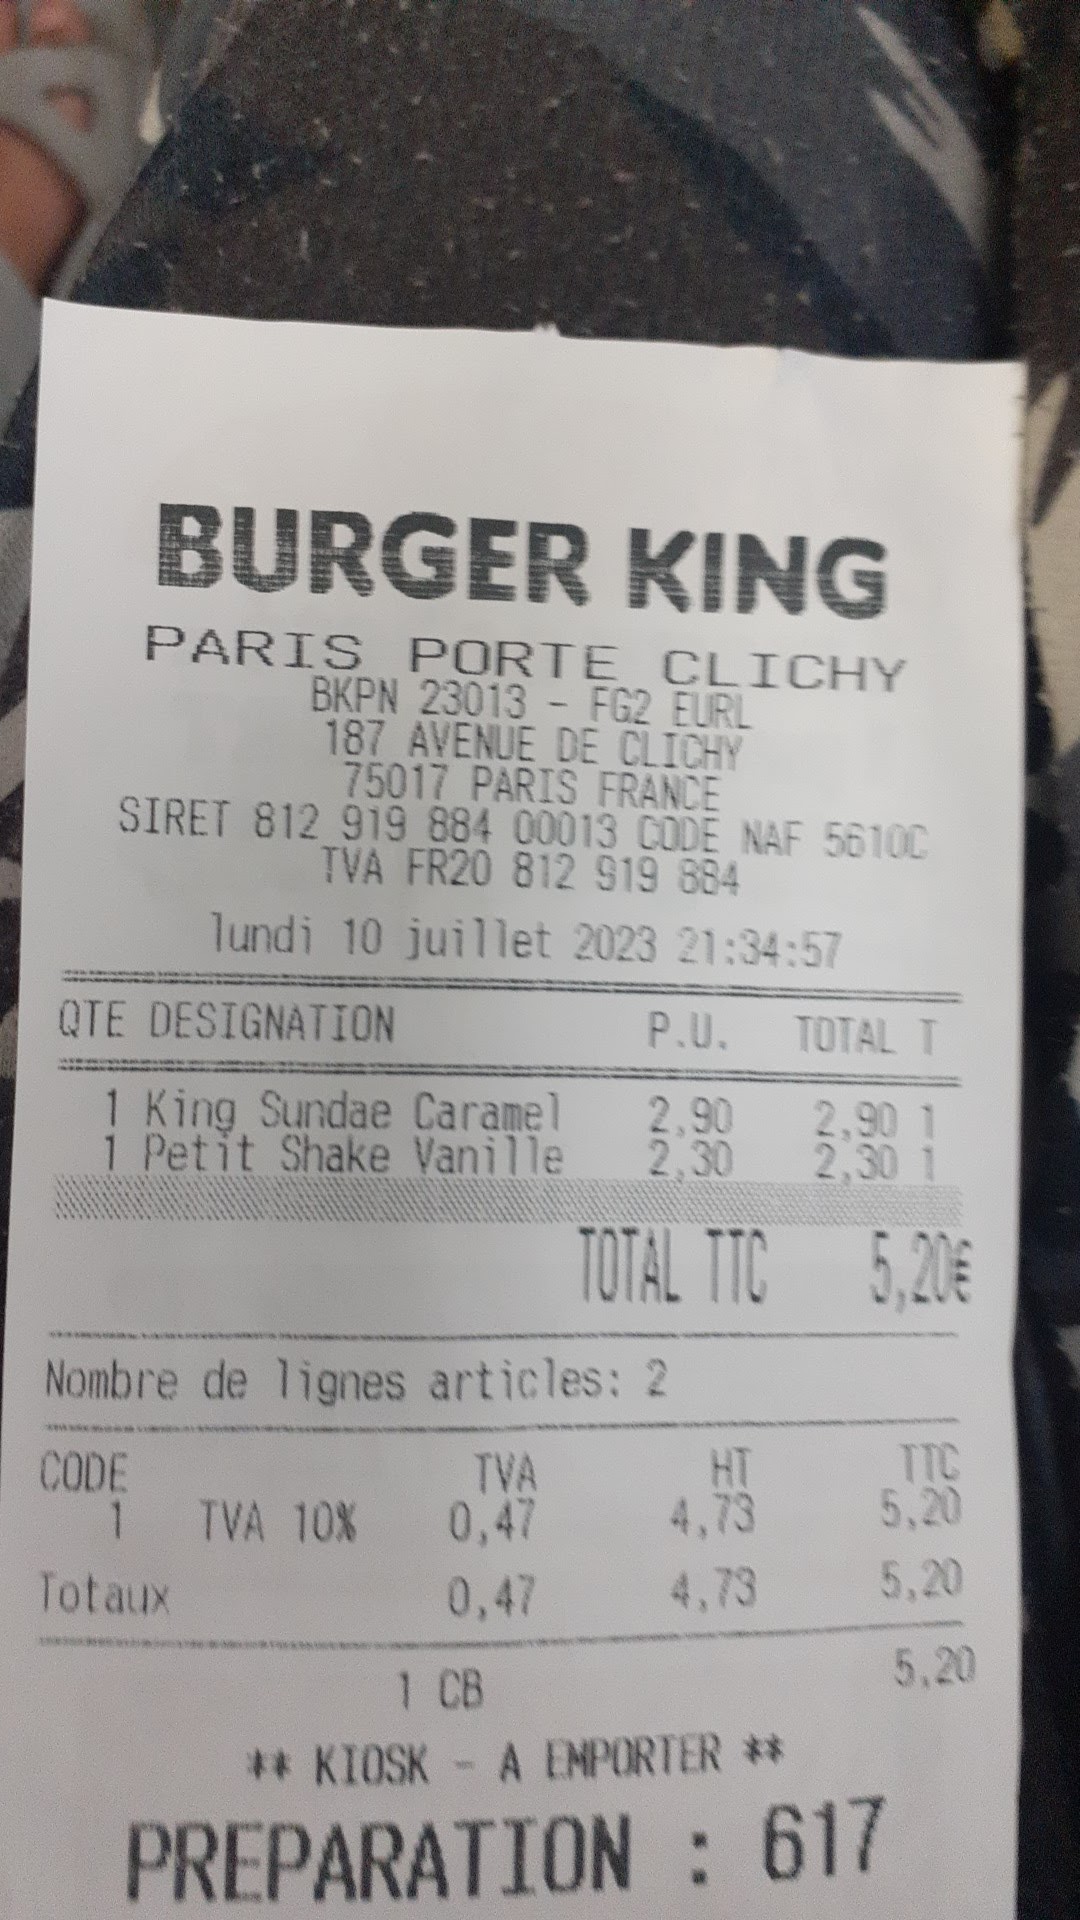 BURGER KING
PARIS PORTE CLICHY
BKPN 23013 - FG2 EURL
187 AVENUE DE CLICHY
75017 PARIS FRANCE
SIRET 812 919 884 00013 CODE NAF 5610C
TVA FR20 812 919 884
lundi 10 juillet 2023 21:34:57
QTE DESIGNATION P.U. TOTAL T
1 King Sundae Caramel 2,90 2,90 1
1 Petit Shake Vanille 2,30 2,30 1
TOTAL TTC 5,20€
Nombre de lignes articles: 2
CODE TVA HT TTC
1 TVA 10% 0,47 4,73 5,20
Totaux 0,47 4,73 5,20
1 CB 5,20
** KIOSK - A EMPORTER **
PREPARATION : 617